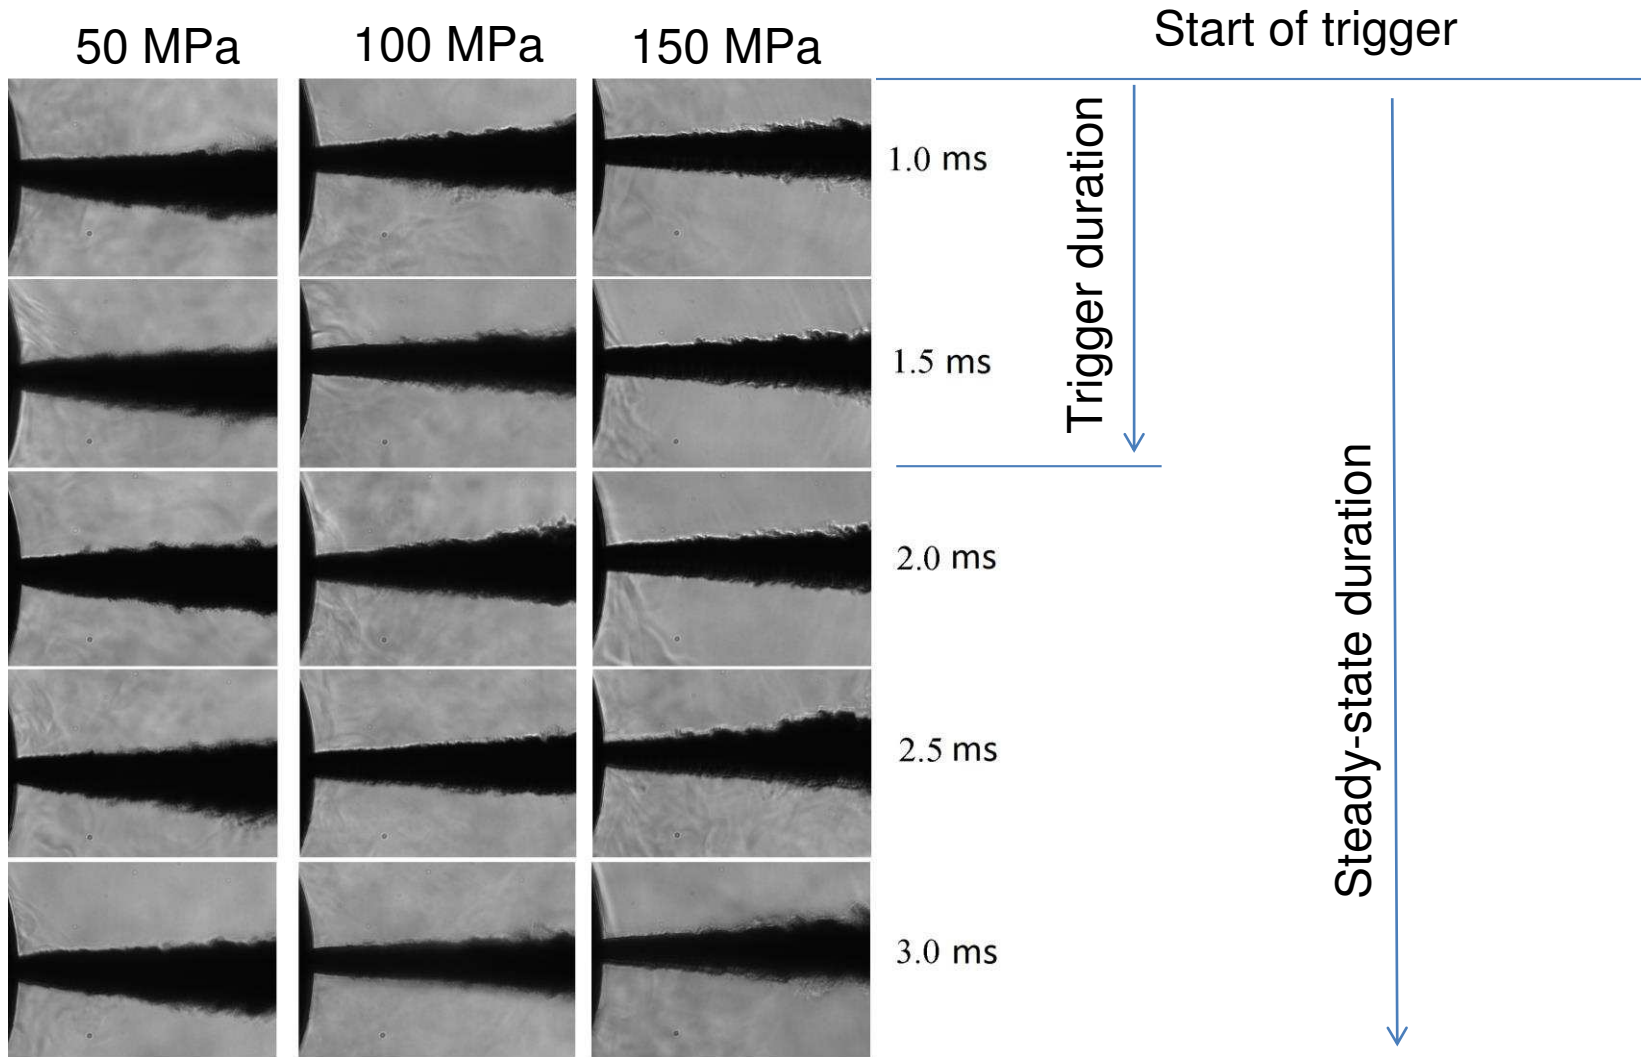 50 MPa
100 MPa
150 MPa
Start of trigger
1.0 ms
1.5 ms
2.0 ms
2.5 ms
3.0 ms
Trigger duration
Steady-state duration